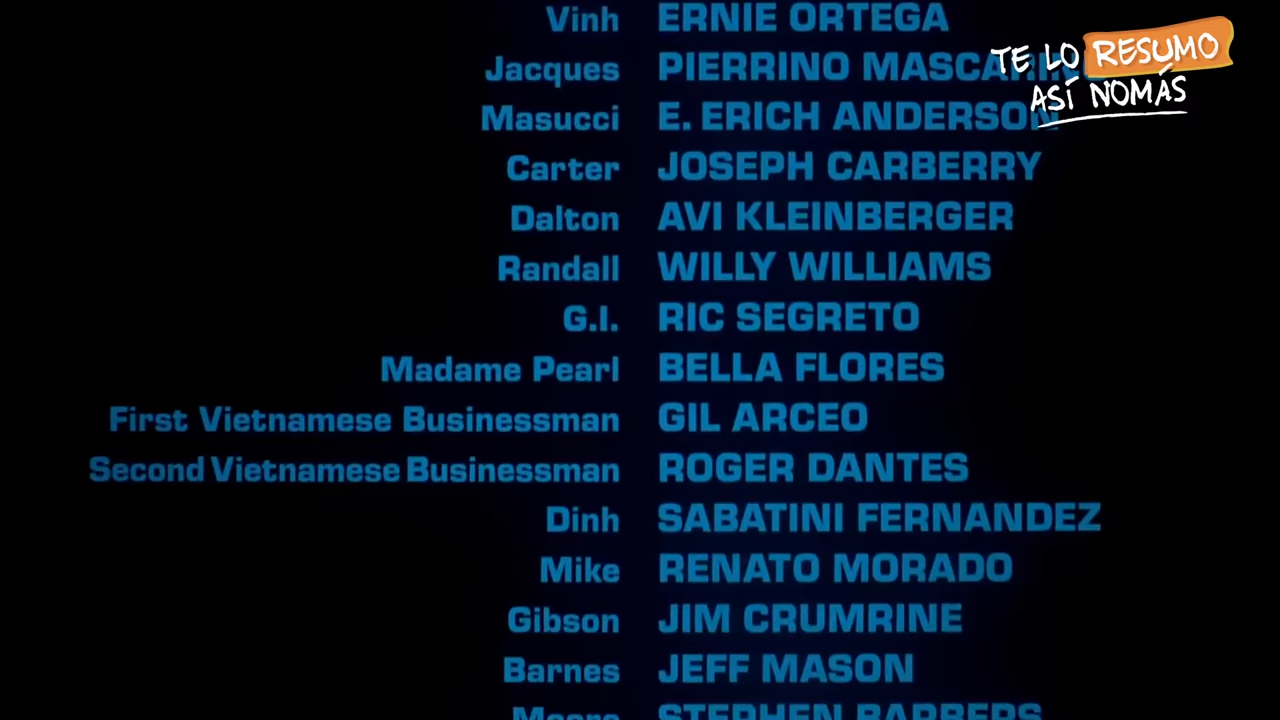 Vinh ERNIE ORTEGA
Jacques PIERRINO
Masucci E. ERICH ANDERSON
Carter JOSEPH CARBERRY
Dalton AVI KLEINBERGER
Randall WILLY WILLIAMS
G.I. RIC SEGRETO
Madame Pearl BELLA FLORES
First Vietnamese Businessman GIL ARCEO
Second Vietnamese Businessman ROGER DANTES
Dinh SABATINI FERNANDEZ
Mike RENATO MORADO
Gibson JIM CRUMRINE
Barnes JEFF MASON
TE LO RESUMO
ASÍ NOMÁS